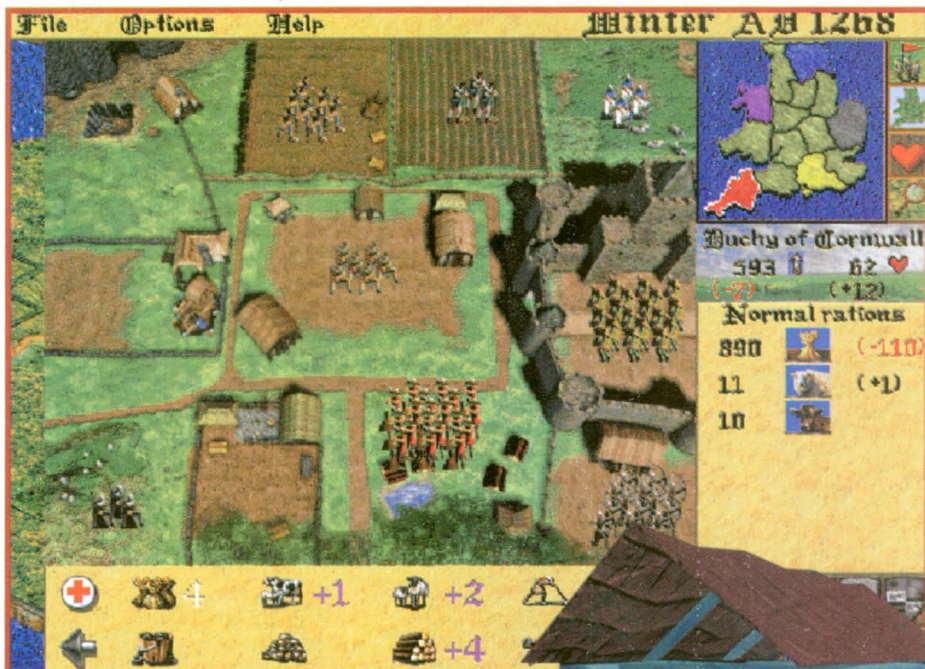 File Options Help Winter AD 1268
Duchy of Cornwall
593 62
(-7) (+12)
Normal rations
890 (-110)
11 (+1)
10
4 +1 +2
+4